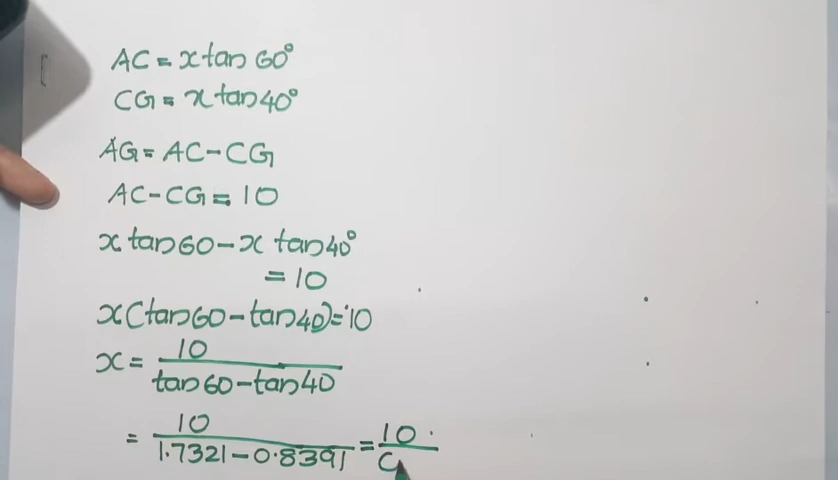 AC = x tan 60°
CG = x tan 40°
AG = AC - CG
AC - CG = 10
x tan 60 - x tan 40°
= 10
x(tan 60 - tan 40) = 10
x = 10 / tan 60 - tan 40
= 10 / 1.7321 - 0.8391 = 10 /